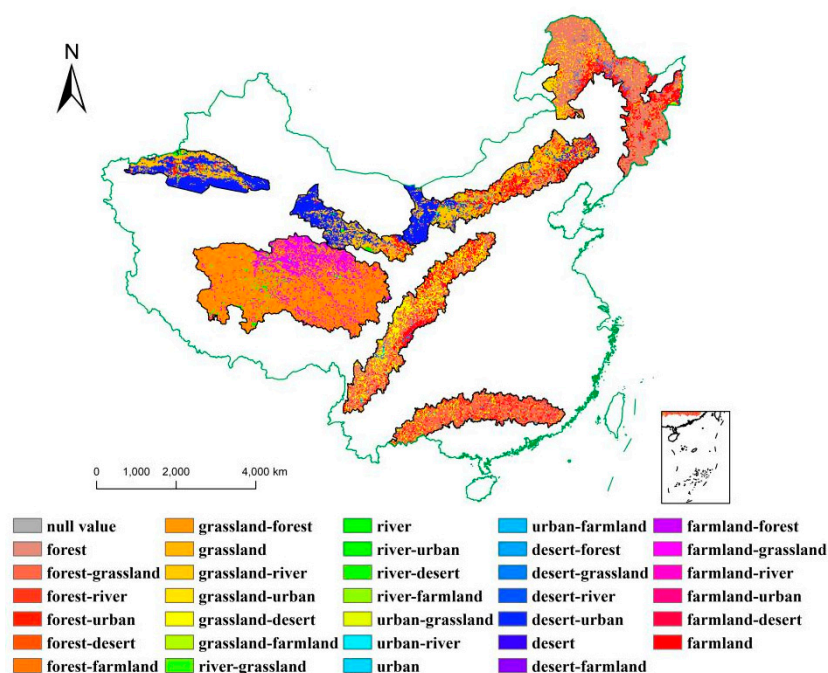 N
0 1,000 2,000 4,000 km
null value grassland-forest river urban-farmland farmland-forest
forest grassland river-urban desert-forest farmland-grassland
forest-grassland grassland-river river-desert desert-grassland farmland-river
forest-river grassland-urban river-farmland desert-river farmland-urban
forest-urban grassland-desert urban-grassland desert-urban farmland-desert
forest-desert grassland-farmland urban-river desert farmland
forest-farmland river-grassland urban desert-farmland